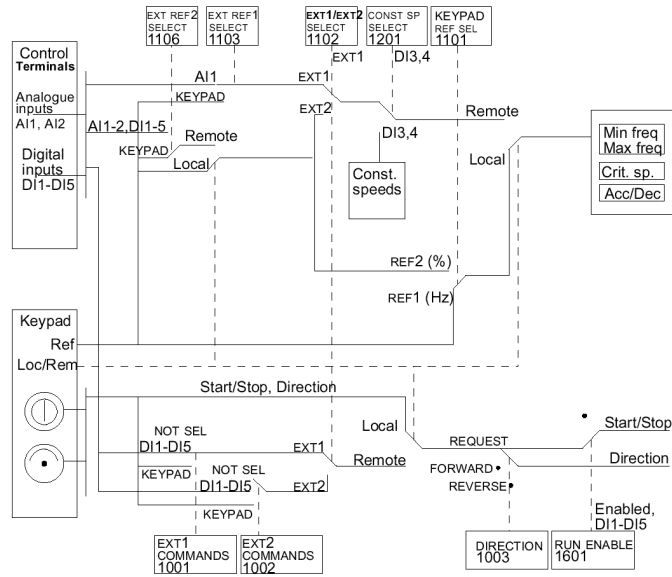 EXT REF2
SELECT
1106
EXT REF1
SELECT
1103
EXT1/EXT2
SELECT
1102
CONST SP
SELECT
1201
KEYPAD
REF SEL
1101
Control
Terminals
Analogue
inputs
AI1, AI2
Digital
inputs
DI1-DI5
EXT1
DI3,4
AI1
EXT1
KEYPAD
EXT2
Remote
AI1-2,DI1-5
Remote
KEYPAD
Local
DI3,4
Local
Const.
speeds
Min freq
Max freq
Crit. sp.
Acc/Dec
REF2 (%)
REF1 (Hz)
Keypad
Ref
Loc/Rem
Start/Stop, Direction
Local
Start/Stop
NOT SEL
DI1-DI5
EXT1
REQUEST
KEYPAD
Remote
Direction
NOT SEL
DI1-DI5
EXT2
FORWARD
REVERSE
KEYPAD
Enabled,
DI1-DI5
EXT1
COMMANDS
1001
EXT2
COMMANDS
1002
DIRECTION
1003
RUN ENABLE
1601